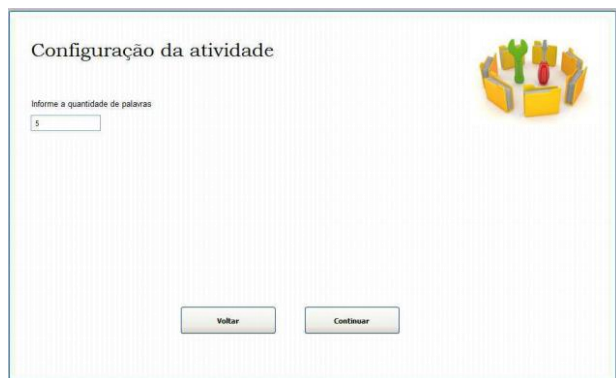 Configuração da atividade
Informe a quantidade de palavras
5
Voltar
Continuar